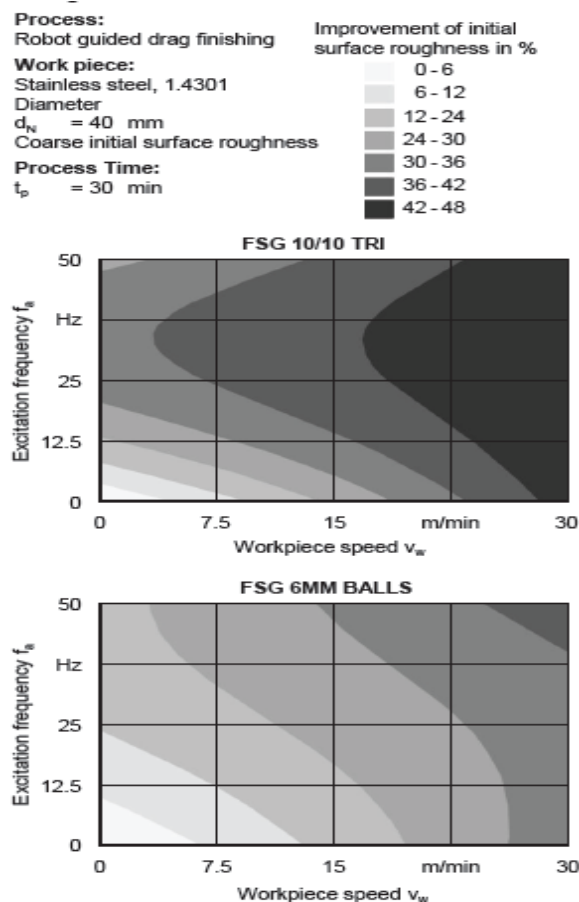 Process:
Robot guided drag finishing
Work piece:
Stainless steel, 1.4301
Diameter
d_N = 40 mm
Coarse initial surface roughness
Process Time:
t_p = 30 min
Improvement of initial
surface roughness in %
0 - 6
6 - 12
12 - 24
24 - 30
30 - 36
36 - 42
42 - 48
FSG 10/10 TRI
Excitation frequency f_a
50
Hz
25
12.5
0
0 7.5 15 m/min 30
Workpiece speed v_w
FSG 6MM BALLS
Excitation frequency f_a
50
Hz
25
12.5
0
0 7.5 15 m/min 30
Workpiece speed v_w